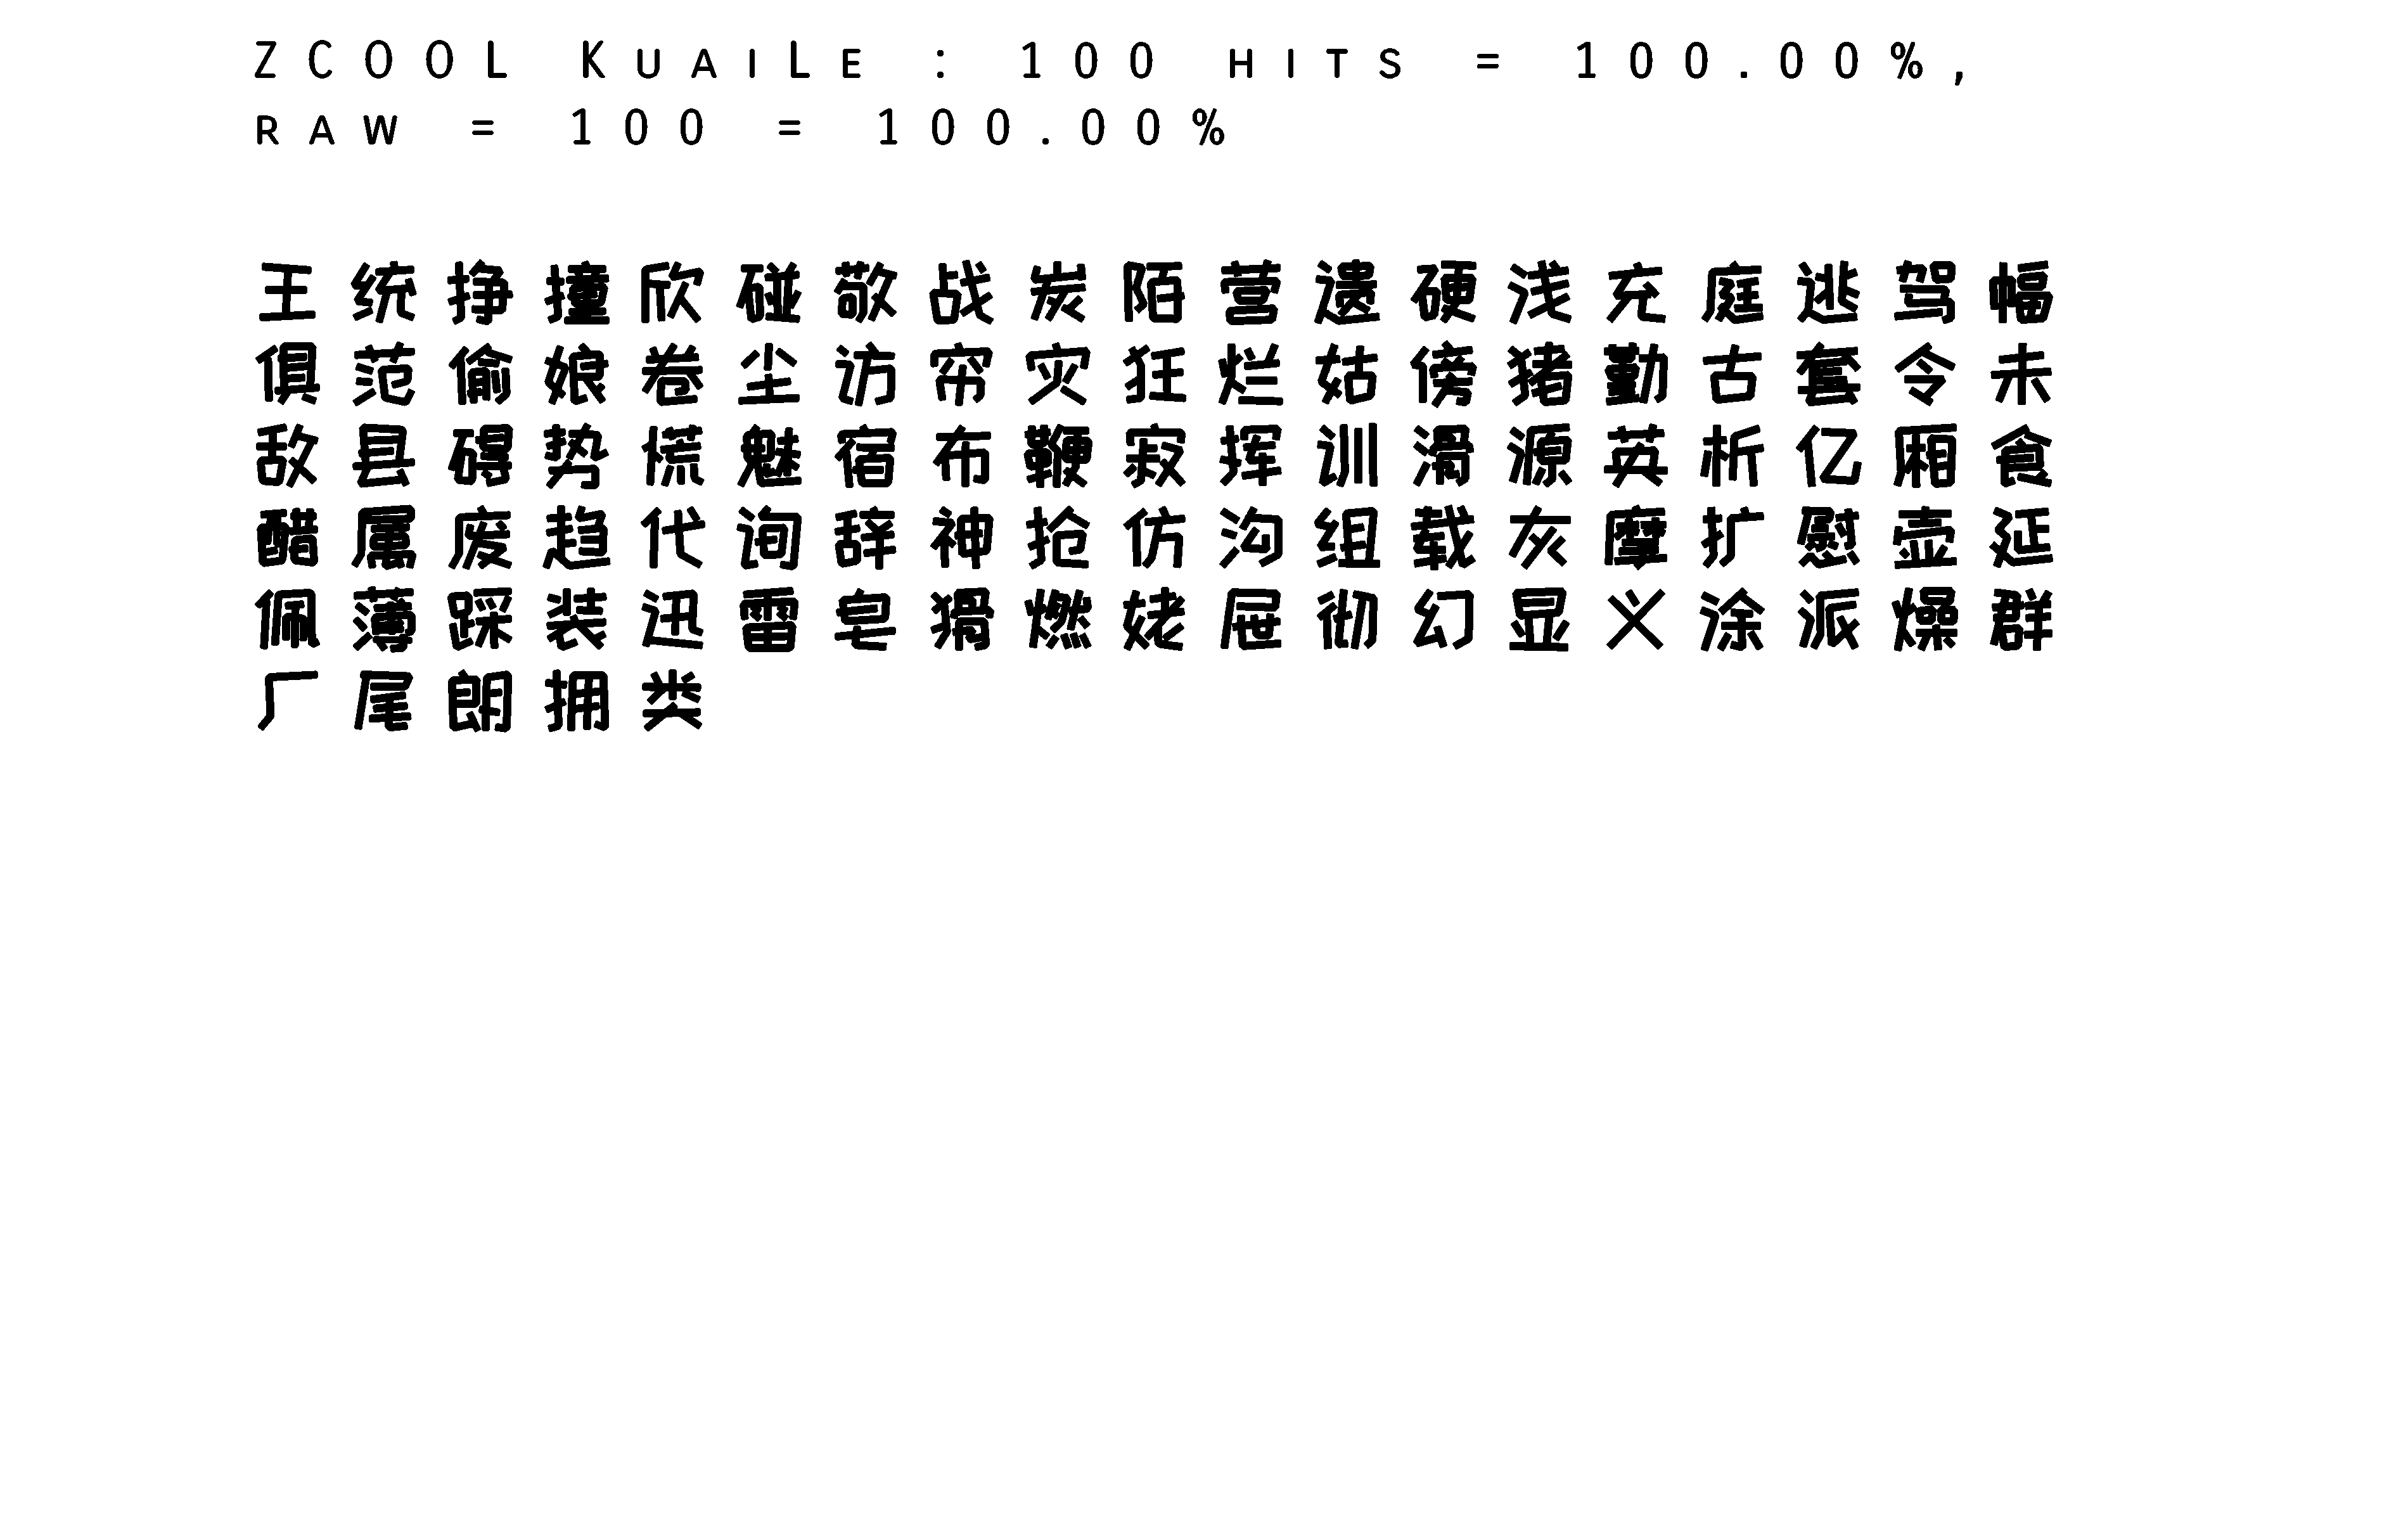 ZCOOL KuaiLe : 100 hits = 100.00%,
raw = 100 = 100.00%
王统挣撞欣碰敬战炭陌营遗硬浅充庭逃驾幅
俱范偷娘卷尘访帘灾狂烂姑傍猪勤古套令未
敌县碍势慌魅宿布鞭寂挥训滑源英析亿厢食
醋属废趋代询辞神抢仿沟组载灰摩扩慰壶延
佩薄踩装迅雷皂猾燃姥屉彻幻显义涂派燥群
厂尾朗拥类